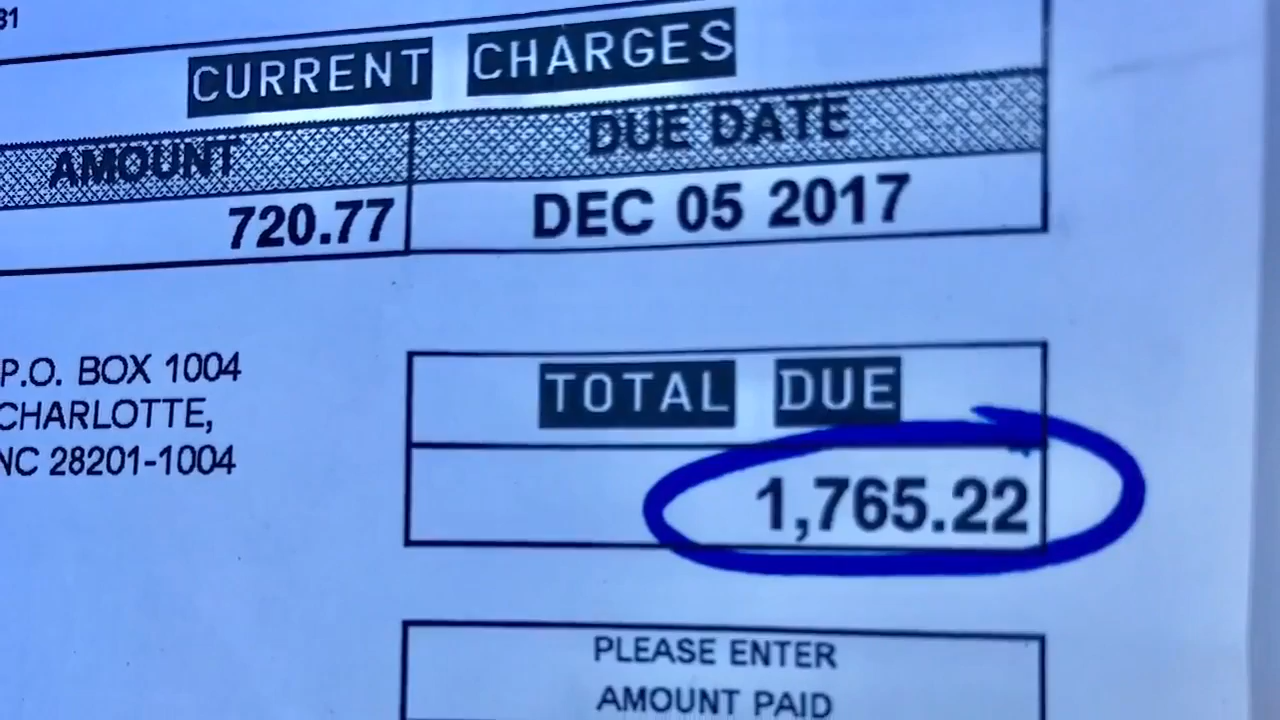 31
CURRENT CHARGES
AMOUNT DUE DATE
720.77 DEC 05 2017
P.O. BOX 1004
CHARLOTTE,
NC 28201-1004
TOTAL DUE
1,765.22
PLEASE ENTER
AMOUNT PAID